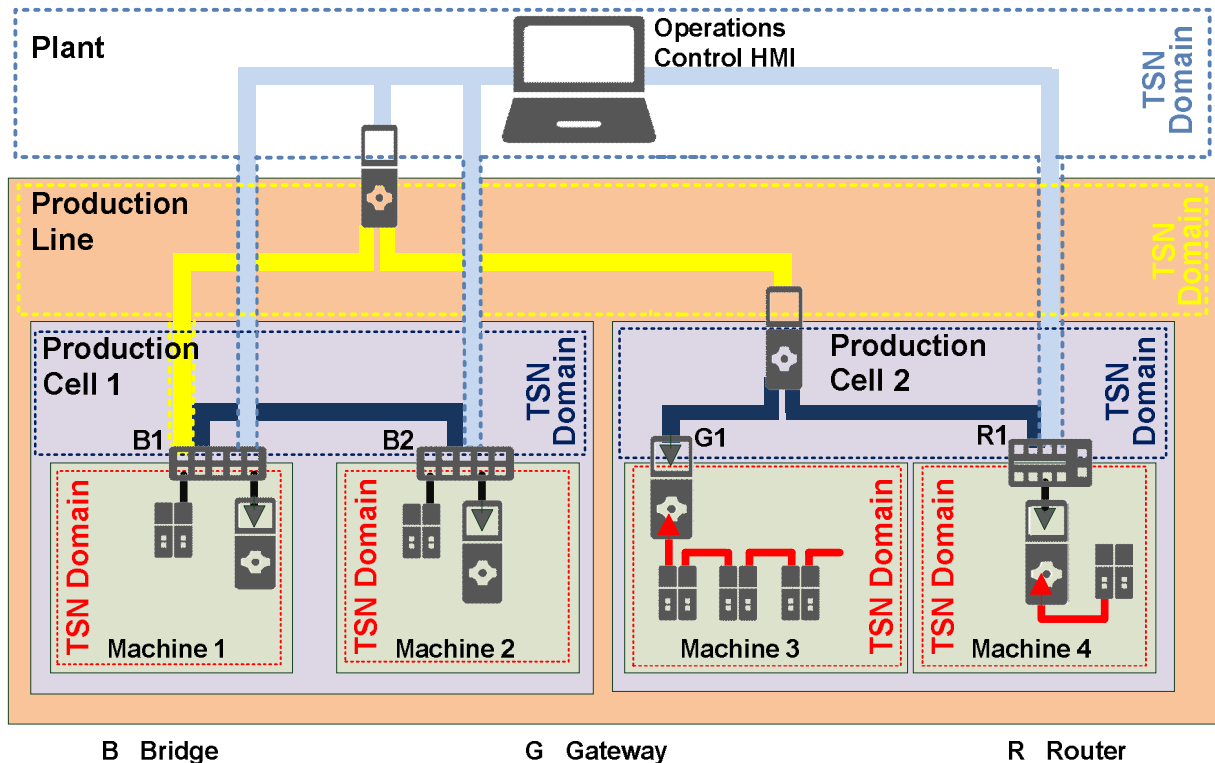 Plant
Operations
Control HMI
TSN
Domain
Production
Line
TSN
Domain
Production
Cell 1
TSN
Domain
Production
Cell 2
TSN
Domain
B1
B2
G1
R1
TSN Domain
Machine 1
TSN Domain
Machine 2
TSN Domain
Machine 3
TSN Domain
Machine 4
B Bridge
G Gateway
R Router